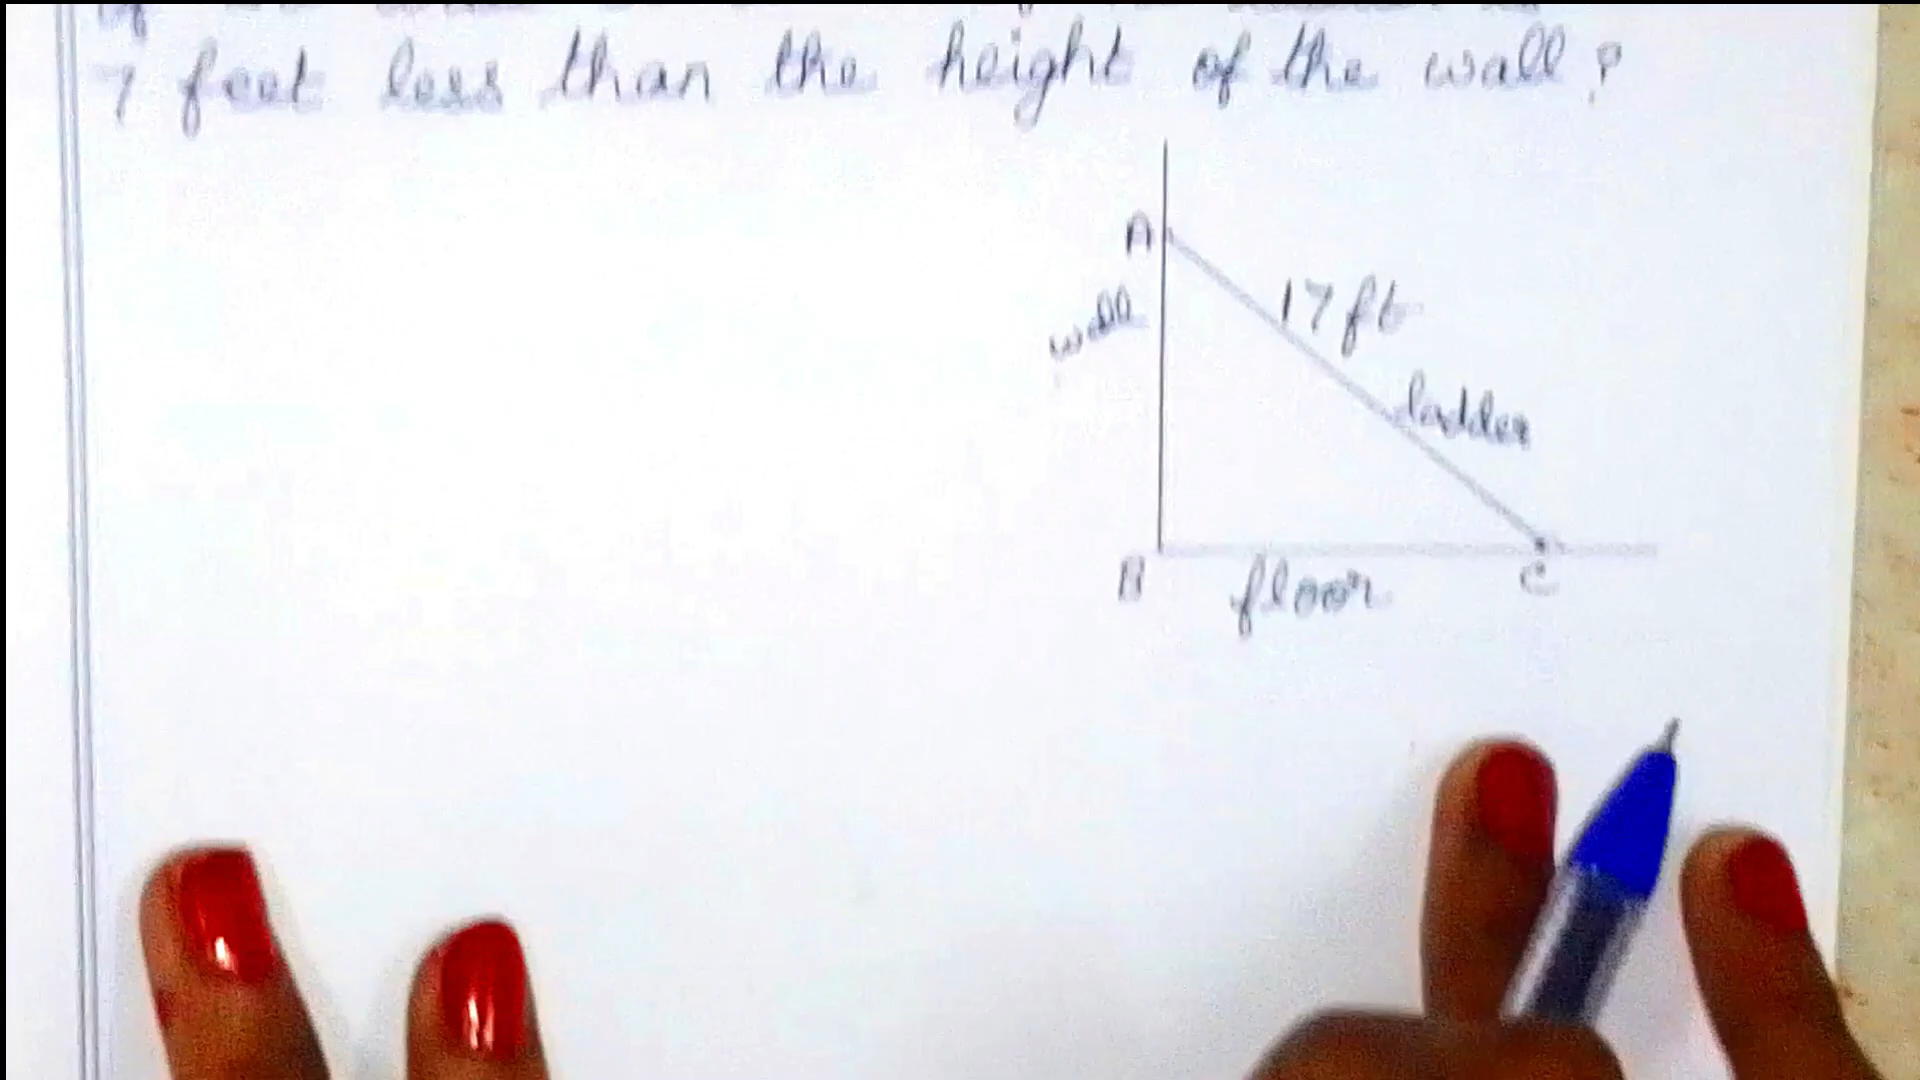 7 feet less than the height of the wall?
A
17 ft
wall
ladder
B
floor
C